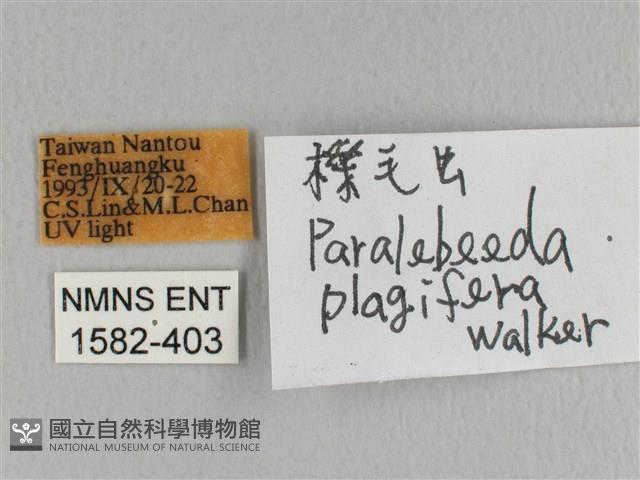 Taiwan Nantou
Fenghuangku
1993/IX/20-22
C.S.Lin&M.L.Chan
UV light
NMNS ENT
1582-403
櫟毛虫
Paralebeeda
plagifera
walker
國立自然科學博物館
NATIONAL MUSEUM OF NATURAL SCIENCE